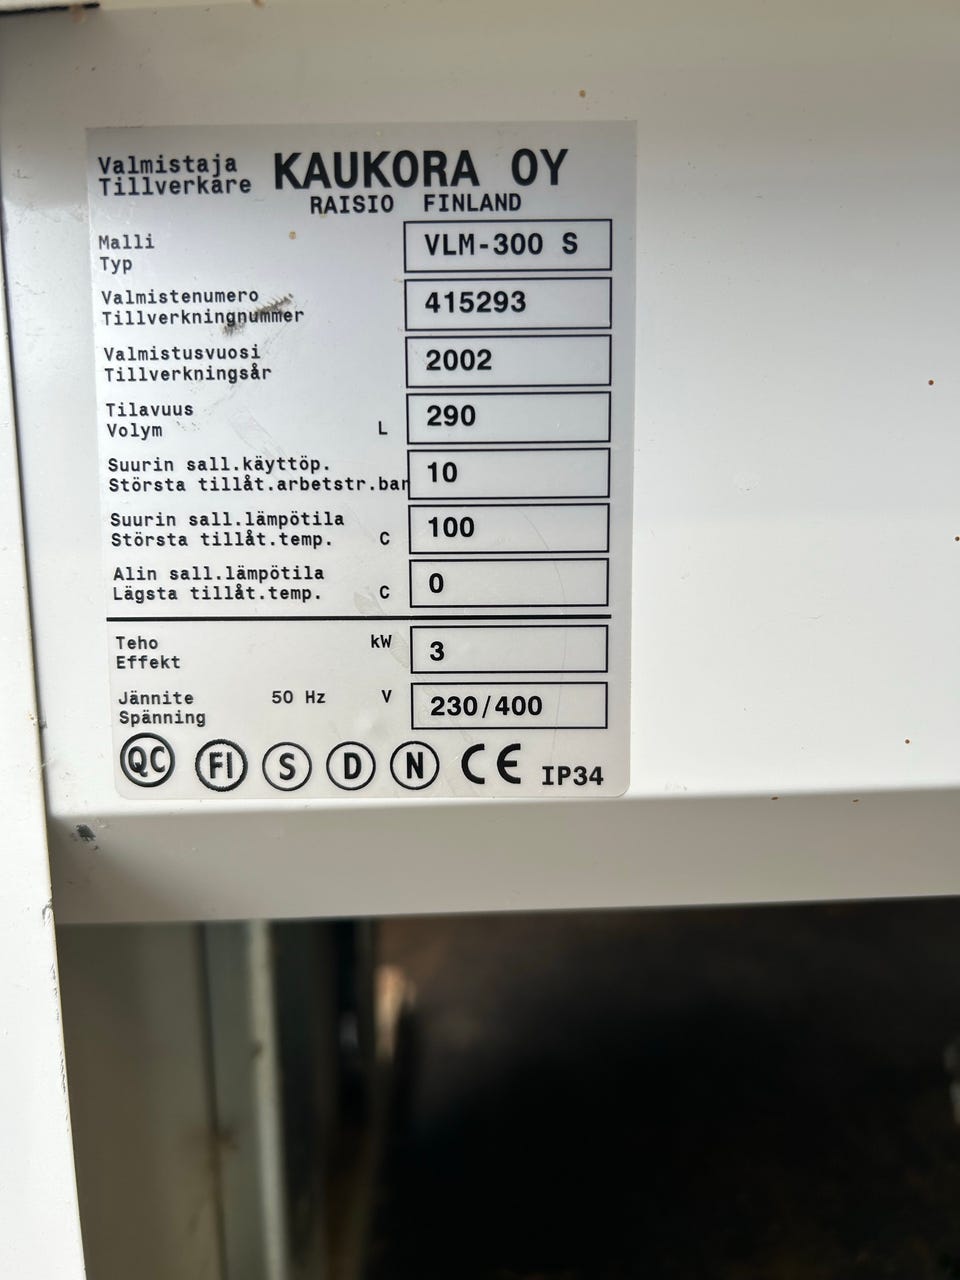 Valmistaja
Tillverkare KAUKORA OY
RAISIO FINLAND
Malli
Typ VLM-300 S
Valmistenumero
Tillverkningnummer 415293
Valmistusvuosi
Tillverkningsår 2002
Tilavuus
Volym L 290
Suurin sall.käyttöp.
Största tillåt.arbetstr.bar 10
Suurin sall.lämpötila
Största tillåt.temp. C 100
Alin sall.lämpötila
Lägsta tillåt.temp. C 0
Teho kW
Effekt 3
Jännite 50 Hz V
Spänning 230/400
QC FI S D N CE IP34